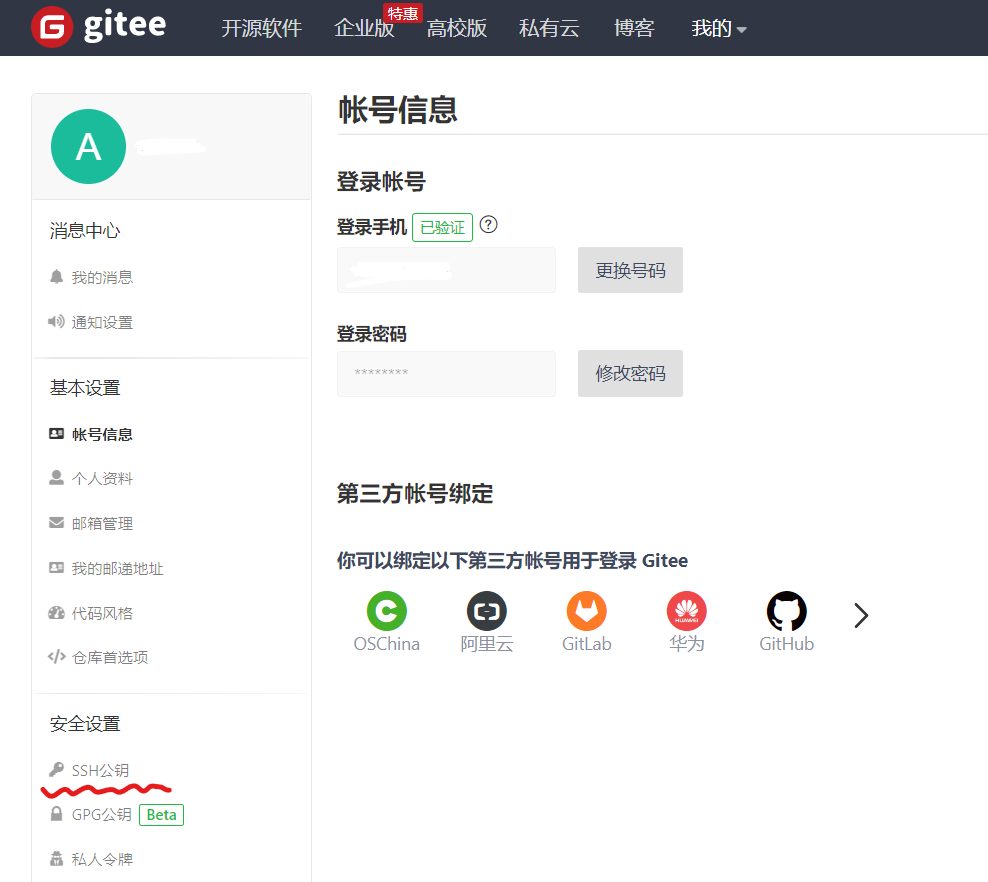 gitee 开源软件 企业版 特惠 高校版 私有云 博客 我的
A
消息中心
我的消息
通知设置
基本设置
帐号信息
个人资料
邮箱管理
我的邮递地址
代码风格
仓库首选项
安全设置
SSH公钥
GPG公钥 Beta
私人令牌
帐号信息
登录帐号
登录手机 已验证 ?
更换号码
登录密码
******** 修改密码
第三方帐号绑定
你可以绑定以下第三方帐号用于登录 Gitee
HUAWEI
OSChina 阿里云 GitLab 华为 GitHub